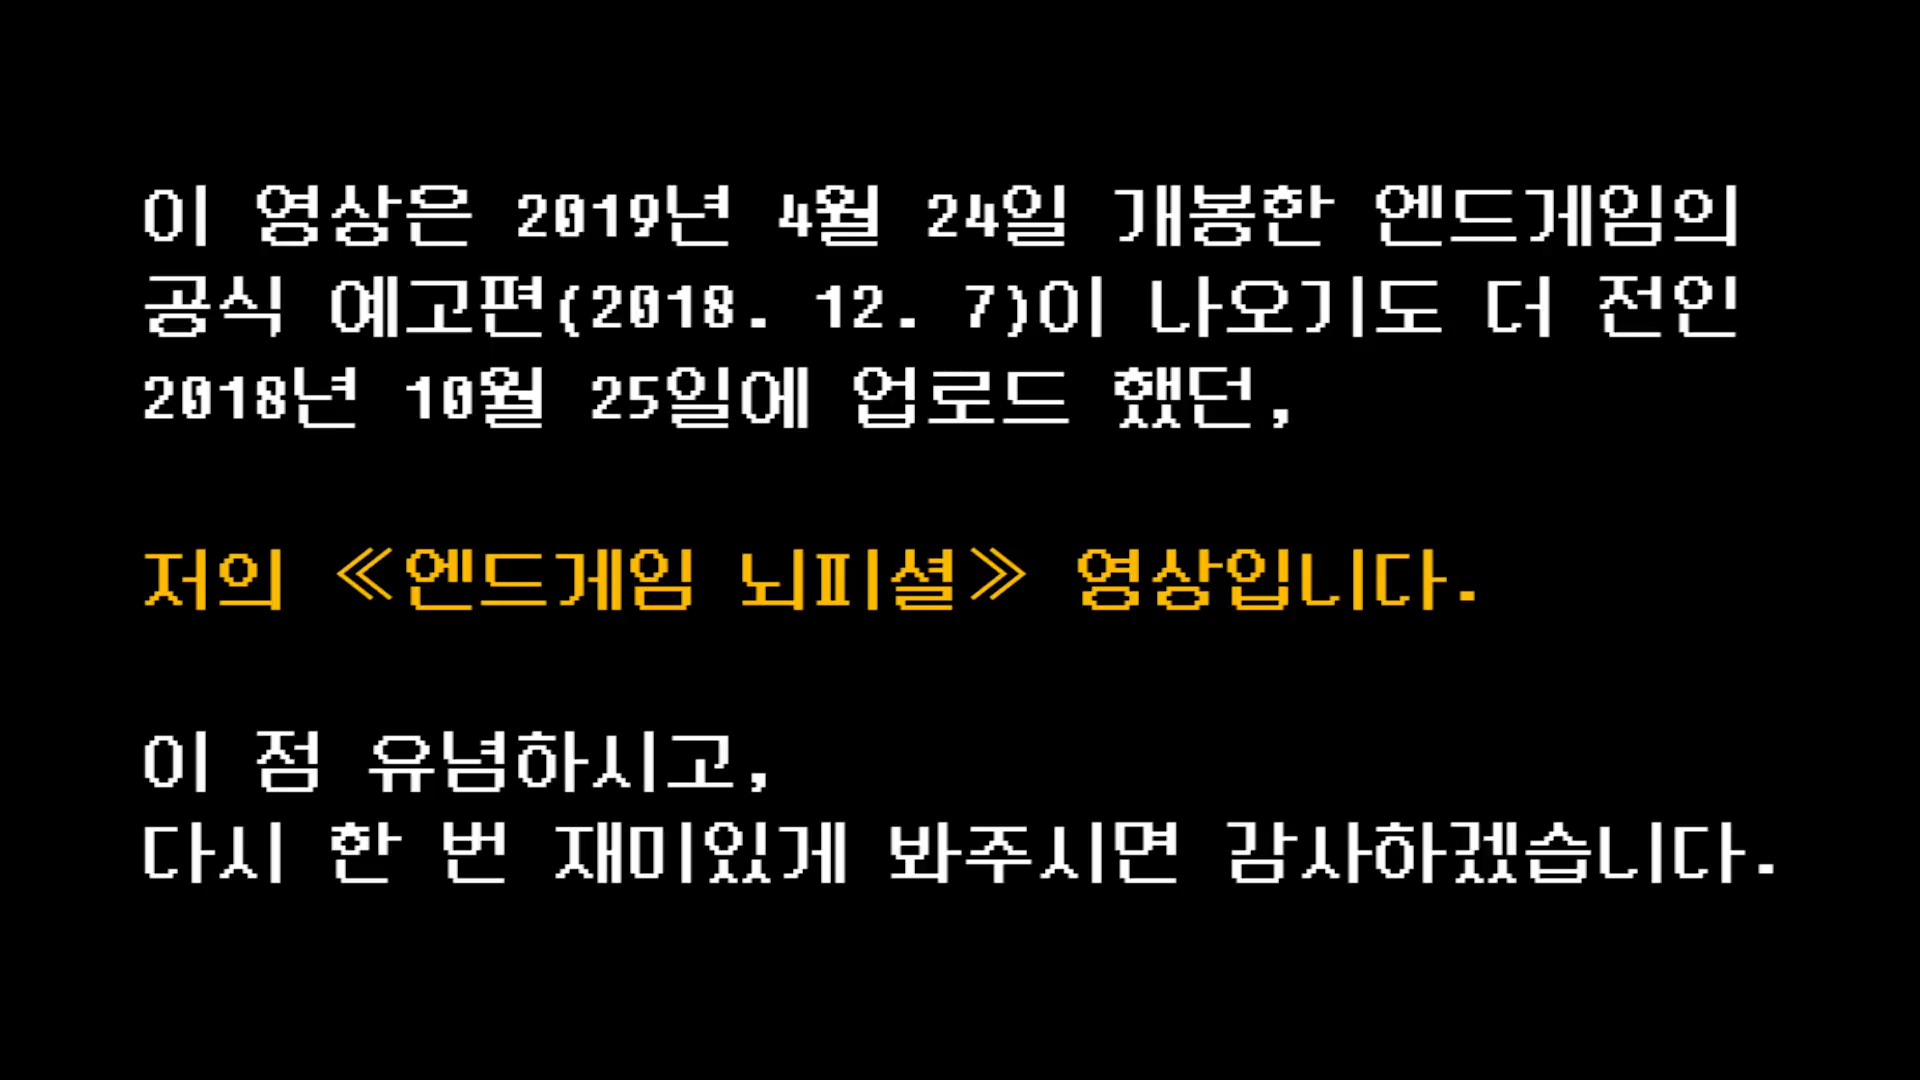 이 영상은 2019년 4월 24일 개봉한 엔드게임의
공식 예고편(2018. 12. 7)이 나오기도 더 전인
2018년 10월 25일에 업로드 했던,
저의 ≪엔드게임 뇌피셜≫ 영상입니다.
이 점 유념하시고,
다시 한 번 재미있게 봐주시면 감사하겠습니다.